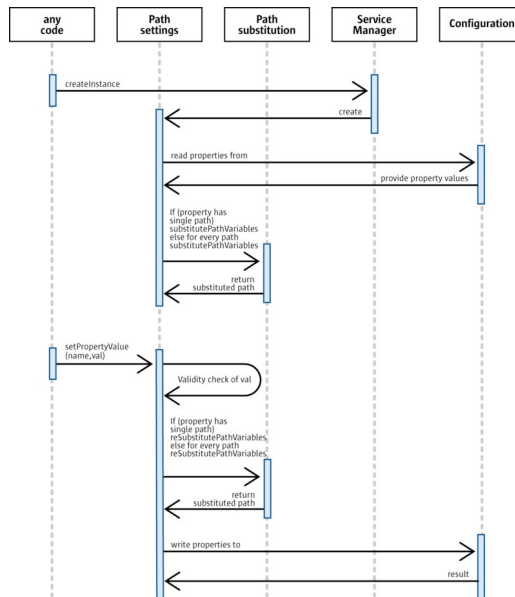 any
code
Path
settings
Path
substitution
Service
Manager
Configuration
createInstance
create
read properties from
provide property values
If (property has
single path)
substitutePathVariables
else for every path
substitutePathVariables
return
substituted path
setPropertyValue
(name,val)
Validity check of val
If (property has
single path)
reSubstitutePathVariables
else for every path
reSubstitutePathVariables
return
substituted path
write properties to
result